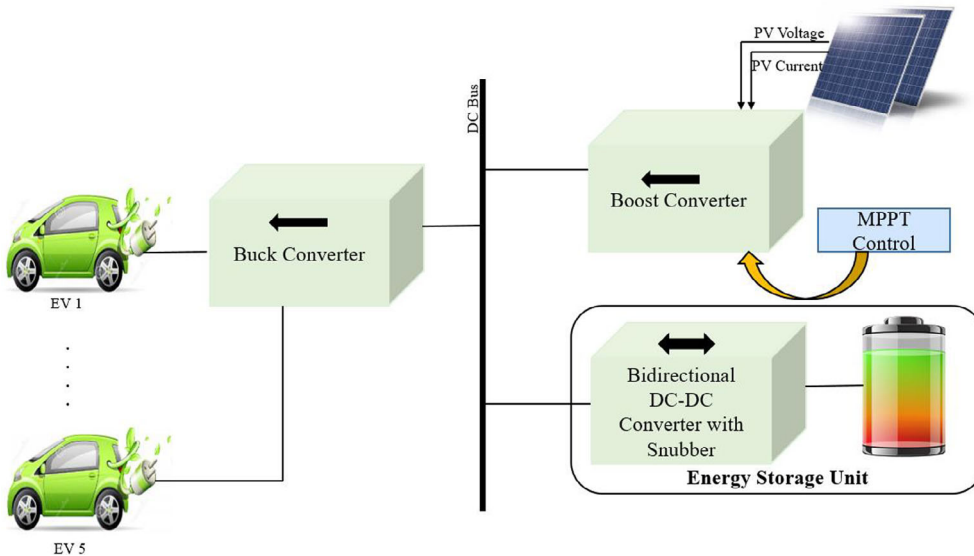 PV Voltage
PV Current
DC Bus
Boost Converter
MPPT
Control
Buck Converter
EV 1
Bidirectional
DC-DC
Converter with
Snubber
Energy Storage Unit
EV 5